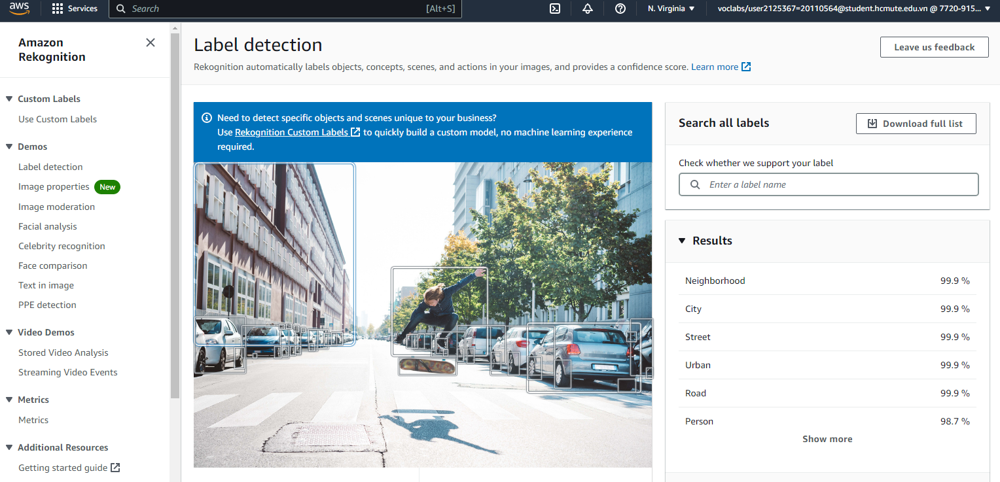 aws
Services
Search
[Alt+S]
N. Virginia
voclabs/user2125367=20110564@student.hcmute.edu.vn @ 7720-915...
Amazon
Rekognition
Custom Labels
Use Custom Labels
Demos
Label detection
Image properties New
Image moderation
Facial analysis
Celebrity recognition
Face comparison
Text in image
PPE detection
Video Demos
Stored Video Analysis
Streaming Video Events
Metrics
Metrics
Additional Resources
Getting started guide
Label detection
Leave us feedback
Rekognition automatically labels objects, concepts, scenes, and actions in your images, and provides a confidence score. Learn more
Need to detect specific objects and scenes unique to your business?
Use Rekognition Custom Labels to quickly build a custom model, no machine learning experience
required.
Search all labels
Download full list
Check whether we support your label
Enter a label name
Results
Neighborhood 99.9 %
City 99.9 %
Street 99.9 %
Urban 99.9 %
Road 99.9 %
Person 98.7 %
Show more